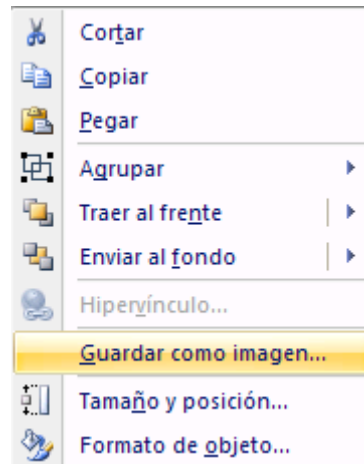 Cortar
Copiar
Pegar
Agrupar
Traer al frente
Enviar al fondo
Hipervínculo...
Guardar como imagen...
Tamaño y posición...
Formato de objeto...